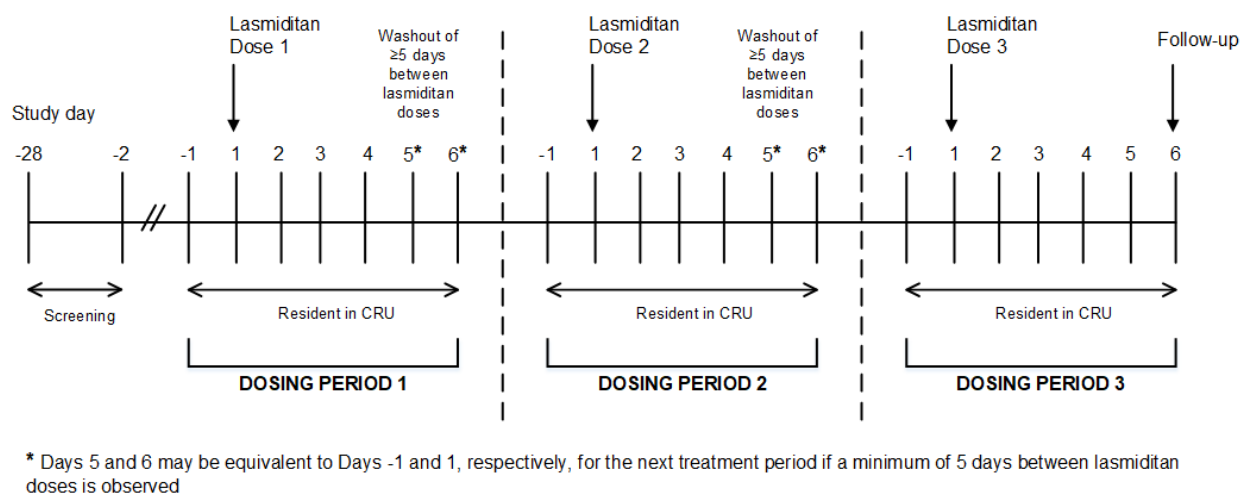 Lasmiditan
Dose 1
Washout of
≥5 days
between
lasmiditan
doses
Lasmiditan
Dose 2
Washout of
≥5 days
between
lasmiditan
doses
Lasmiditan
Dose 3
Follow-up
Study day
-28 -2 -1 1 2 3 4 5* 6* -1 1 2 3 4 5* 6* -1 1 2 3 4 5 6
Screening
Resident in CRU
Resident in CRU
Resident in CRU
DOSING PERIOD 1
DOSING PERIOD 2
DOSING PERIOD 3
* Days 5 and 6 may be equivalent to Days -1 and 1, respectively, for the next treatment period if a minimum of 5 days between lasmiditan
doses is observed